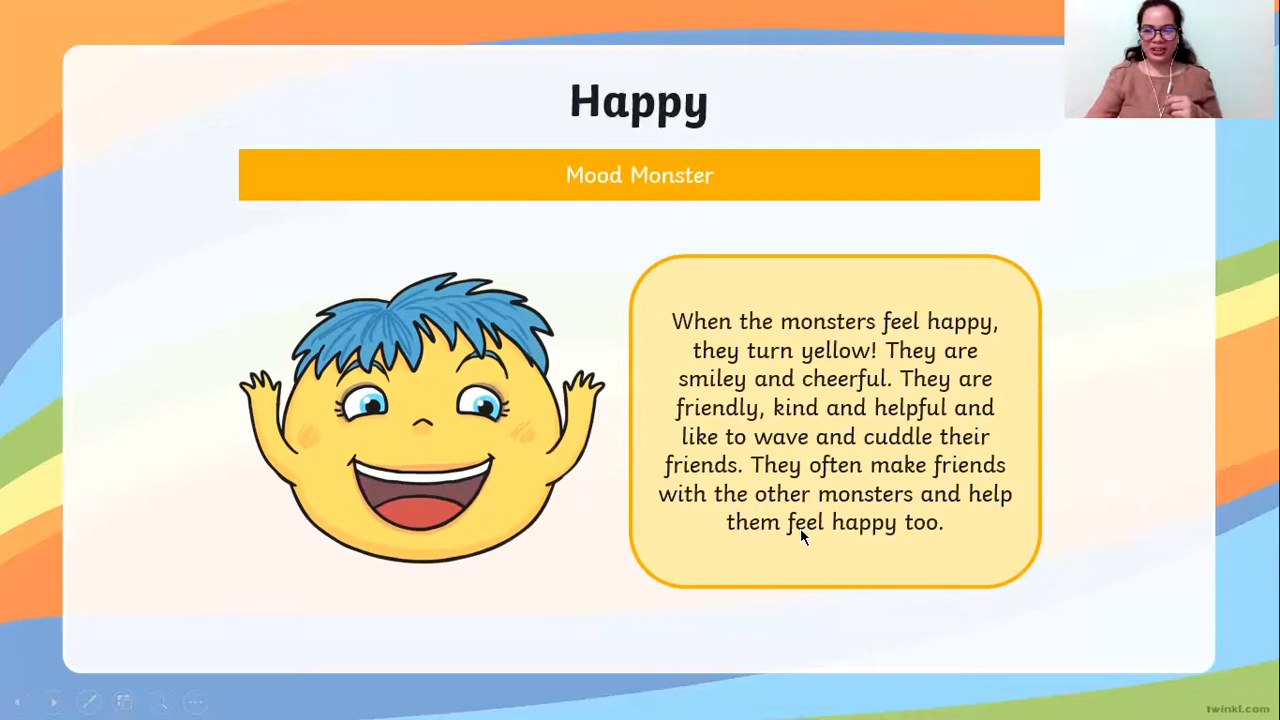 Happy
Mood Monster
When the monsters feel happy,
they turn yellow! They are
smiley and cheerful. They are
friendly, kind and helpful and
like to wave and cuddle their
friends. They often make friends
with the other monsters and help
them feel happy too.
twinkl.com